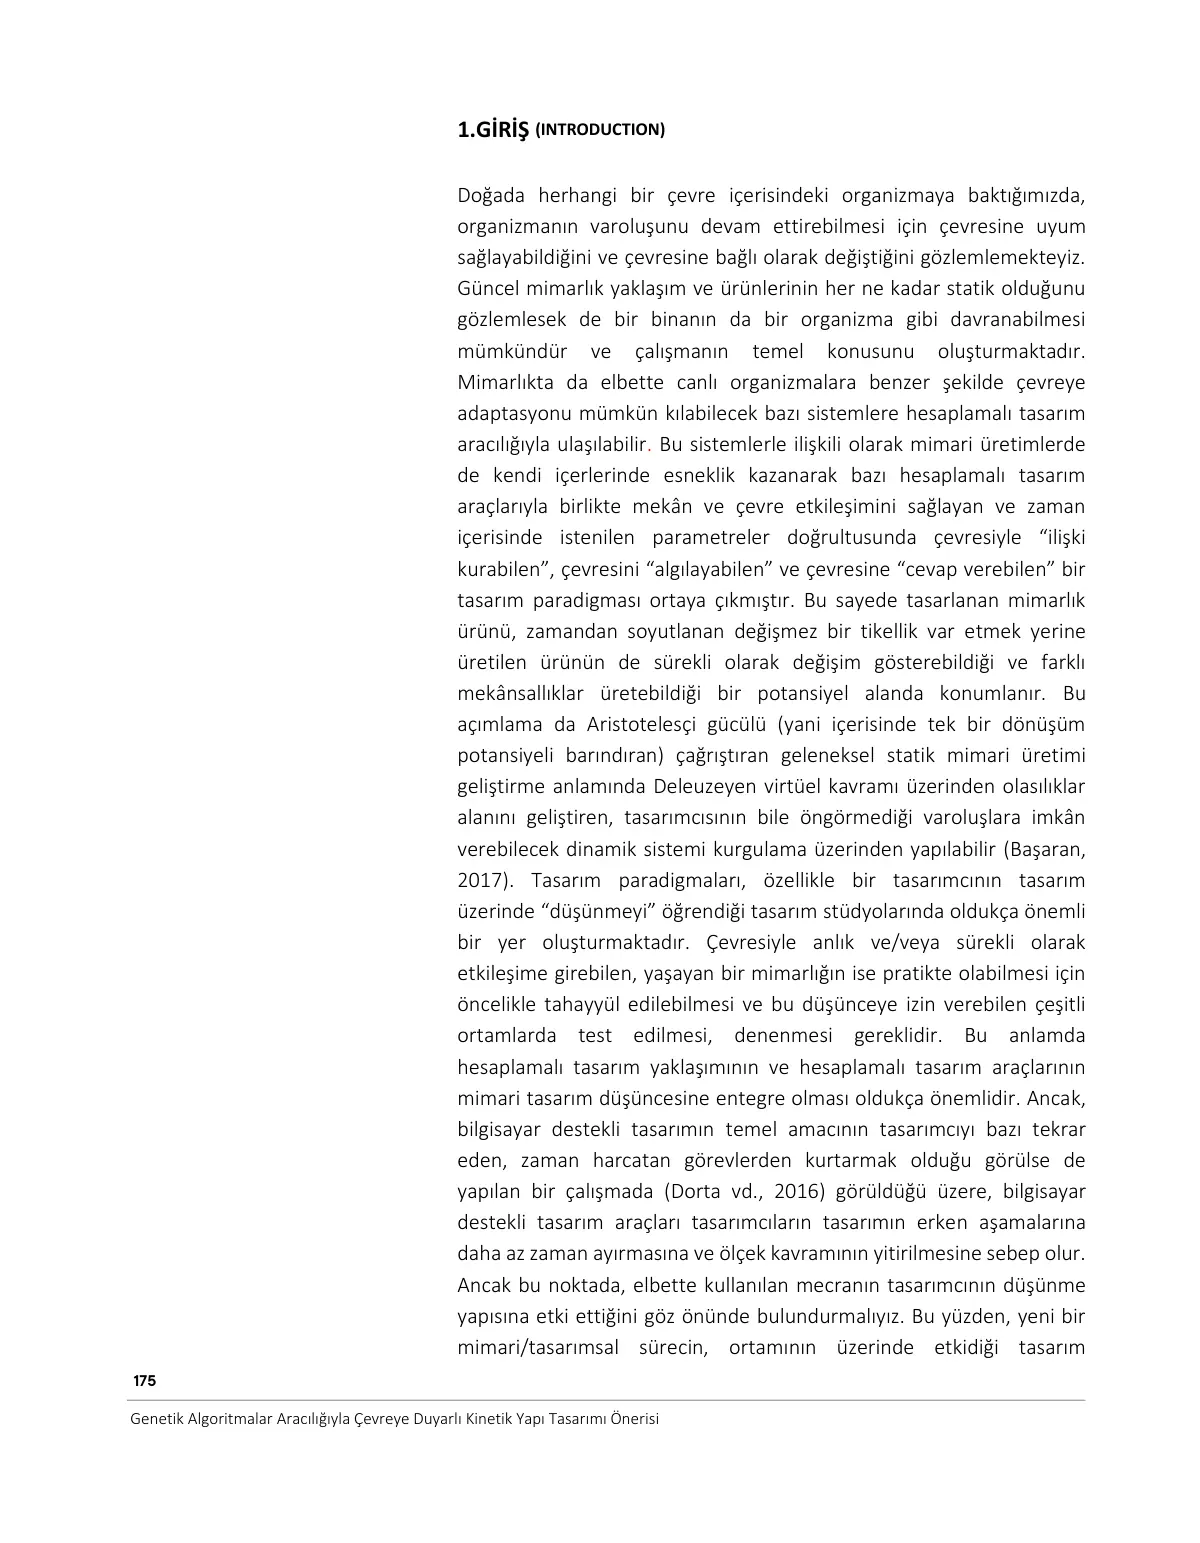 1.GİRİŞ (INTRODUCTION)
Doğada herhangi bir çevre içerisindeki organizmaya baktığımızda,
organizmanın varoluşunu devam ettirebilmesi için çevresine uyum
sağlayabildiğini ve çevresine bağlı olarak değiştiğini gözlemlemekteyiz.
Güncel mimarlık yaklaşım ve ürünlerinin her ne kadar statik olduğunu
gözlemlesek de bir binanın da bir organizma gibi davranabilmesi
mümkündür ve çalışmanın temel konusunu oluşturmaktadır.
Mimarlıkta da elbette canlı organizmalara benzer şekilde çevreye
adaptasyonu mümkün kılabilecek bazı sistemlere hesaplamalı tasarım
aracılığıyla ulaşılabilir. Bu sistemlerle ilişkili olarak mimari üretimlerde
de kendi içerlerinde esneklik kazanarak bazı hesaplamalı tasarım
araçlarıyla birlikte mekân ve çevre etkileşimini sağlayan ve zaman
içerisinde istenilen parametreler doğrultusunda çevresiyle “ilişki
kurabilen”, çevresini “algılayabilen” ve çevresine “cevap verebilen” bir
tasarım paradigması ortaya çıkmıştır. Bu sayede tasarlanan mimarlık
ürünü, zamandan soyutlanan değişmez bir tikellik var etmek yerine
üretilen ürünün de sürekli olarak değişim gösterebildiği ve farklı
mekânsallıklar üretebildiği bir potansiyel alanda konumlanır. Bu
açımlama da Aristotelesçi gücülü (yani içerisinde tek bir dönüşüm
potansiyeli barındıran) çağrıştıran geleneksel statik mimari üretimi
geliştirme anlamında Deleuzeyen virtüel kavramı üzerinden olasılıklar
alanını geliştiren, tasarımcısının bile öngörmediği varoluşlara imkân
verebilecek dinamik sistemi kurgulama üzerinden yapılabilir (Başaran,
2017). Tasarım paradigmaları, özellikle bir tasarımcının tasarım
üzerinde “düşünmeyi” öğrendiği tasarım stüdyolarında oldukça önemli
bir yer oluşturmaktadır. Çevresiyle anlık ve/veya sürekli olarak
etkileşime girebilen, yaşayan bir mimarlığın ise pratikte olabilmesi için
öncelikle tahayyül edilebilmesi ve bu düşünceye izin verebilen çeşitli
ortamlarda test edilmesi, denenmesi gereklidir. Bu anlamda
hesaplamalı tasarım yaklaşımının ve hesaplamalı tasarım araçlarının
mimari tasarım düşüncesine entegre olması oldukça önemlidir. Ancak,
bilgisayar destekli tasarımın temel amacının tasarımcıyı bazı tekrar
eden, zaman harcatan görevlerden kurtarmak olduğu görülse de
yapılan bir çalışmada (Dorta vd., 2016) görüldüğü üzere, bilgisayar
destekli tasarım araçları tasarımcıların tasarımın erken aşamalarına
daha az zaman ayırmasına ve ölçek kavramının yitirilmesine sebep olur.
Ancak bu noktada, elbette kullanılan mecranın tasarımcının düşünme
yapısına etki ettiğini göz önünde bulundurmalıyız. Bu yüzden, yeni bir
mimari/tasarımsal sürecin, ortamının üzerinde etkidiği tasarım
175
Genetik Algoritmalar Aracılığıyla Çevreye Duyarlı Kinetik Yapı Tasarımı Önerisi